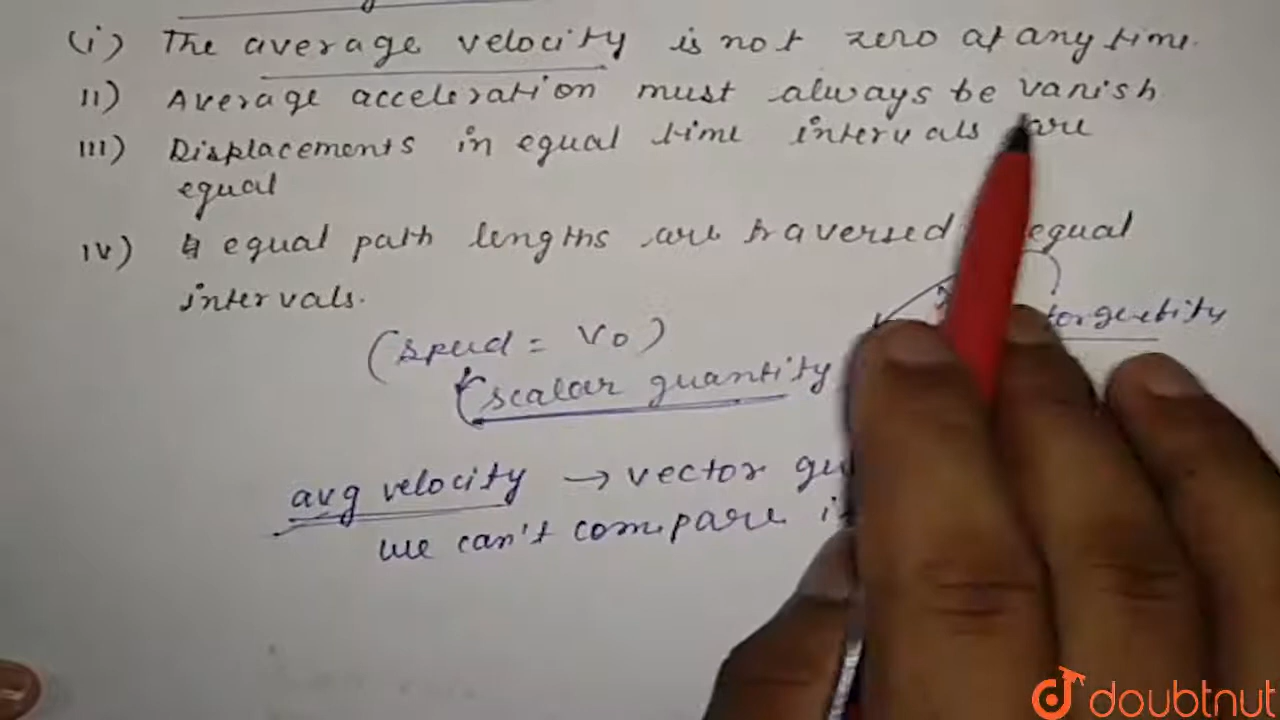 (i) The average velocity is not zero at any time.
II) Average acceleration must always be vanish
III) Displacements in equal time intervals are
equal
IV) equal path lengths are traversed equal
intervals.
(speed = v0)
(scalar quantity
avg velocity → vector
we can't compare
doubtnut